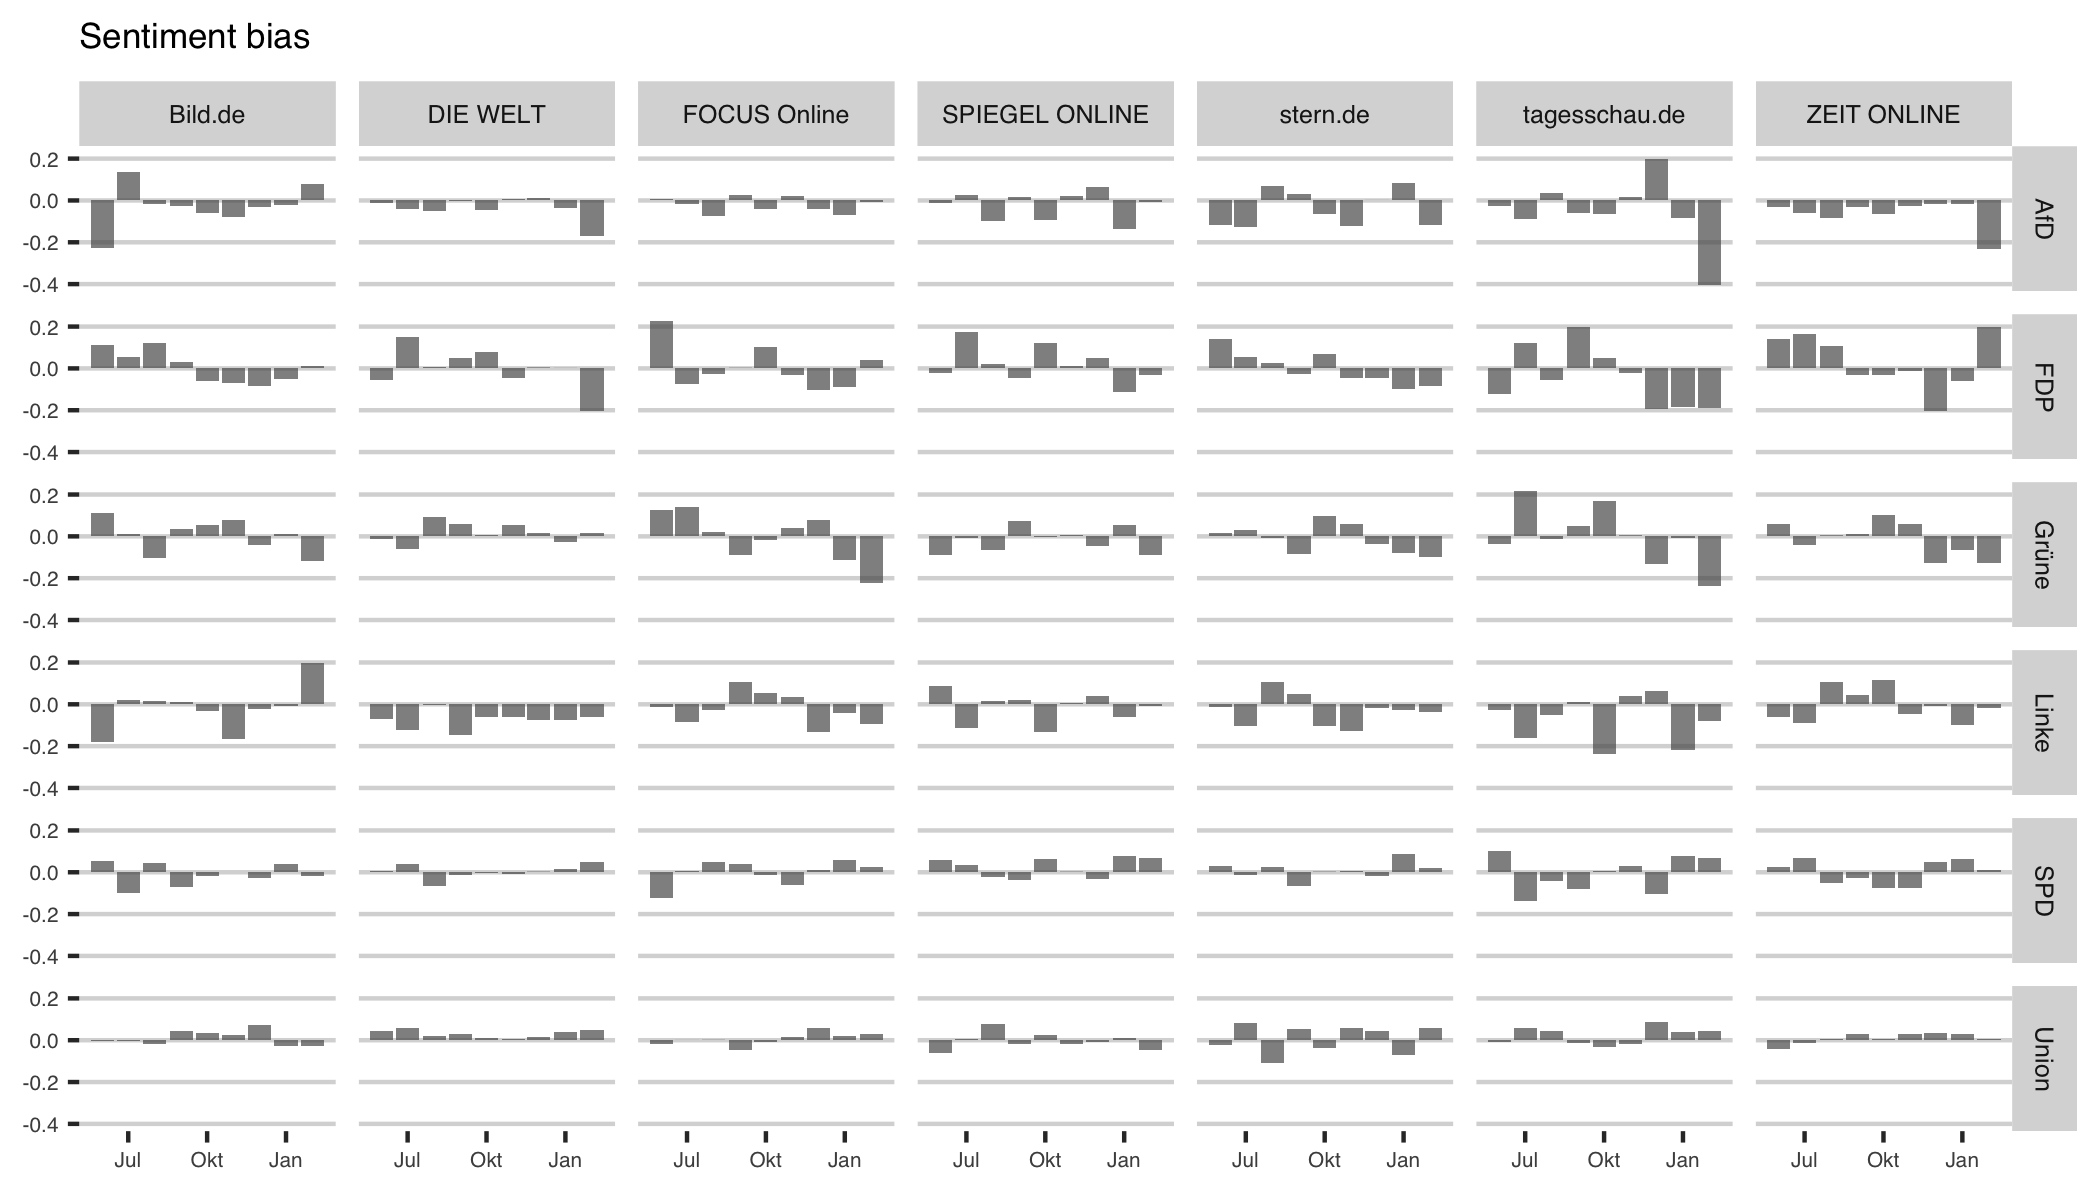 Sentiment bias
Bild.de DIE WELT FOCUS Online SPIEGEL ONLINE stern.de tagesschau.de ZEIT ONLINE
0.2
0.0
-0.2
-0.4
AfD
0.2
0.0
-0.2
-0.4
FDP
0.2
0.0
-0.2
-0.4
Grüne
0.2
0.0
-0.2
-0.4
Linke
0.2
0.0
-0.2
-0.4
SPD
0.2
0.0
-0.2
-0.4
Union
Jul Okt Jan Jul Okt Jan Jul Okt Jan Jul Okt Jan Jul Okt Jan Jul Okt Jan Jul Okt Jan